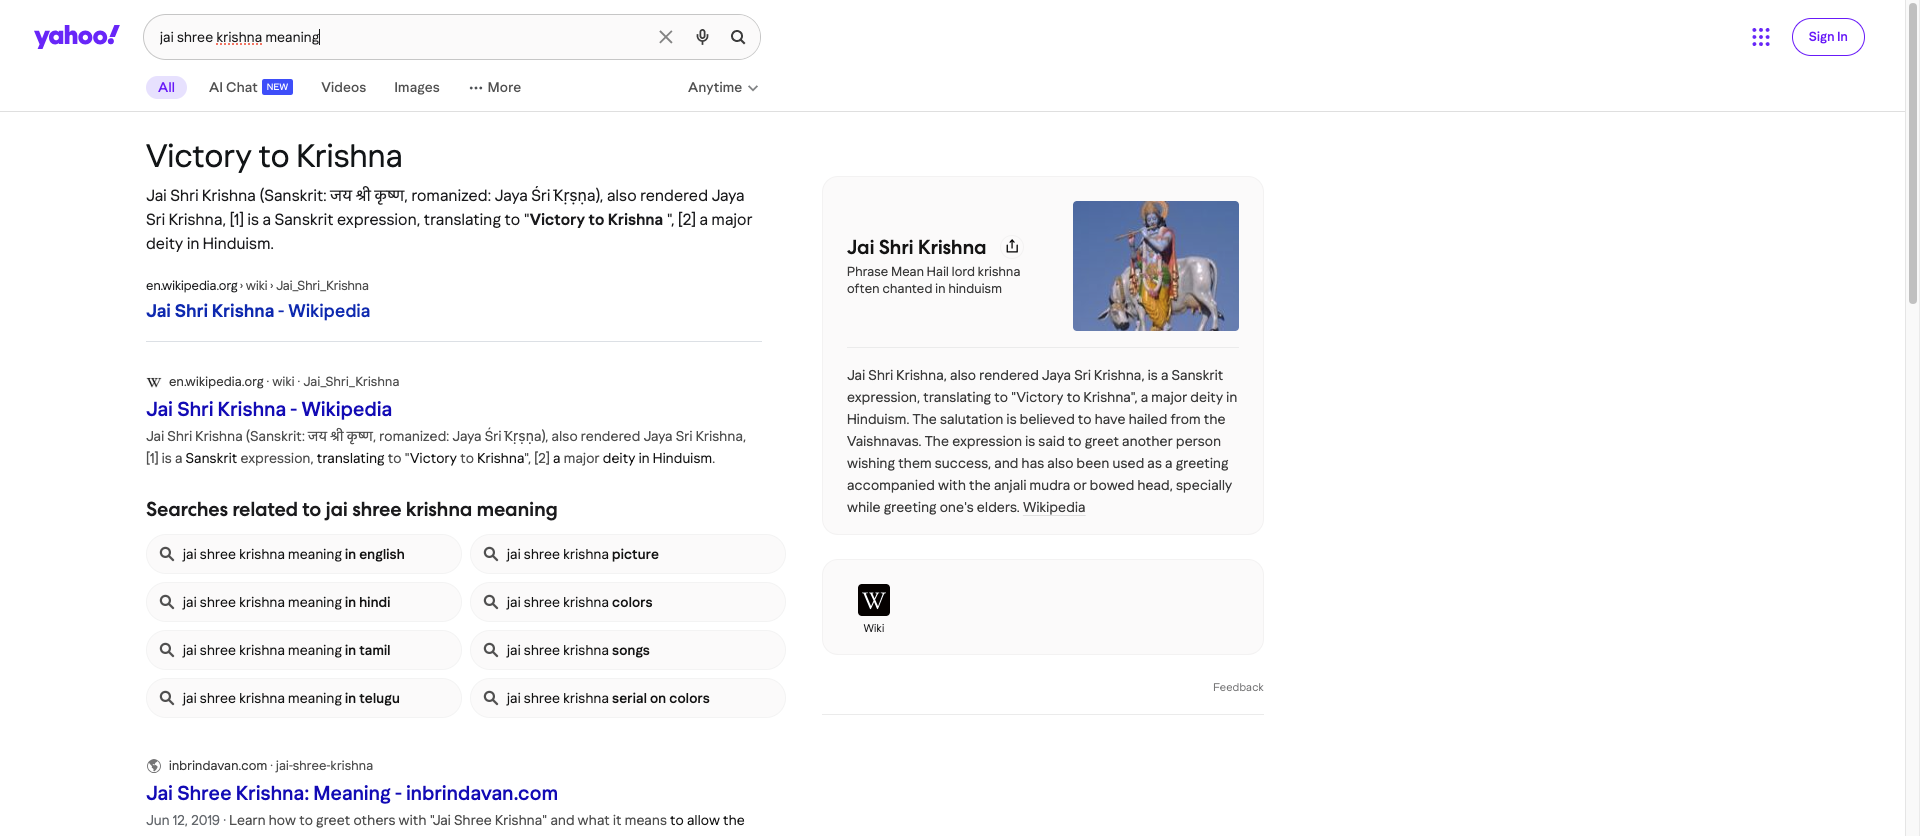 yahoo!
jai shree krishna meaning
Sign In
All
AI Chat NEW
Videos
Images
More
Anytime
Victory to Krishna
Jai Shri Krishna (Sanskrit: जय श्री कृष्ण, romanized: Jaya Śrī Kṛṣṇa), also rendered Jaya
Sri Krishna, [1] is a Sanskrit expression, translating to "Victory to Krishna ", [2] a major
deity in Hinduism.
en.wikipedia.org › wiki › Jai_Shri_Krishna
Jai Shri Krishna - Wikipedia
en.wikipedia.org · wiki · Jai_Shri_Krishna
Jai Shri Krishna - Wikipedia
Jai Shri Krishna (Sanskrit: जय श्री कृष्ण, romanized: Jaya Śrī Kṛṣṇa), also rendered Jaya Sri Krishna,
[1] is a Sanskrit expression, translating to "Victory to Krishna", [2] a major deity in Hinduism.
Searches related to jai shree krishna meaning
jai shree krishna meaning in english
jai shree krishna picture
jai shree krishna meaning in hindi
jai shree krishna colors
jai shree krishna meaning in tamil
jai shree krishna songs
jai shree krishna meaning in telugu
jai shree krishna serial on colors
inbrindavan.com · jai-shree-krishna
Jai Shree Krishna: Meaning - inbrindavan.com
Jun 12, 2019 · Learn how to greet others with "Jai Shree Krishna" and what it means to allow the
Jai Shri Krishna
Phrase Mean Hail lord krishna
often chanted in hinduism
Jai Shri Krishna, also rendered Jaya Sri Krishna, is a Sanskrit
expression, translating to "Victory to Krishna", a major deity in
Hinduism. The salutation is believed to have hailed from the
Vaishnavas. The expression is said to greet another person
wishing them success, and has also been used as a greeting
accompanied with the anjali mudra or bowed head, specially
while greeting one's elders. Wikipedia
W
Wiki
Feedback